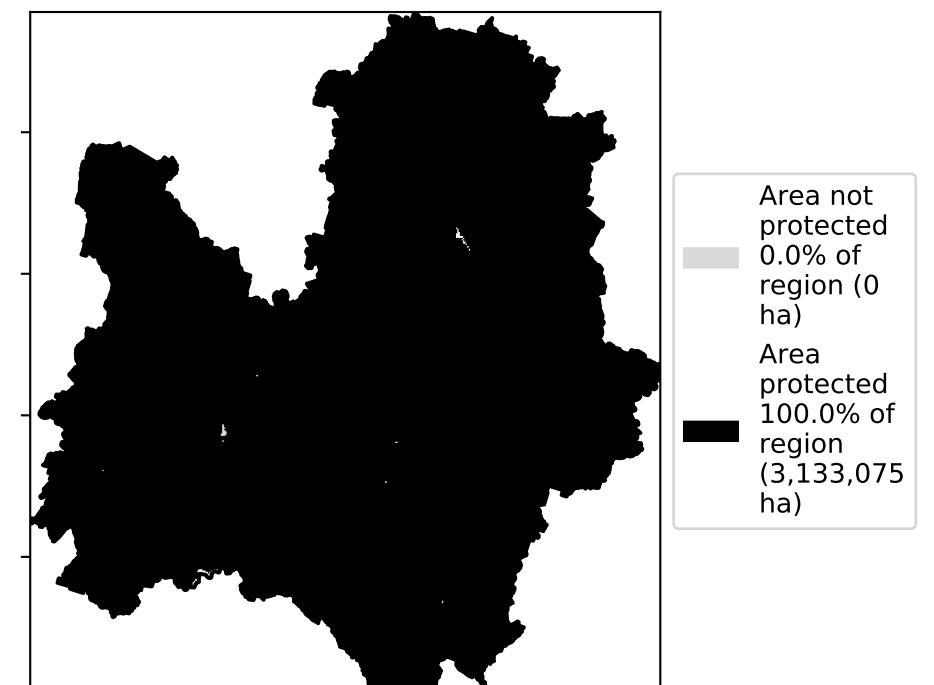 Area not
protected
0.0% of
region (0
ha)
Area
protected
100.0% of
region
(3,133,075
ha)